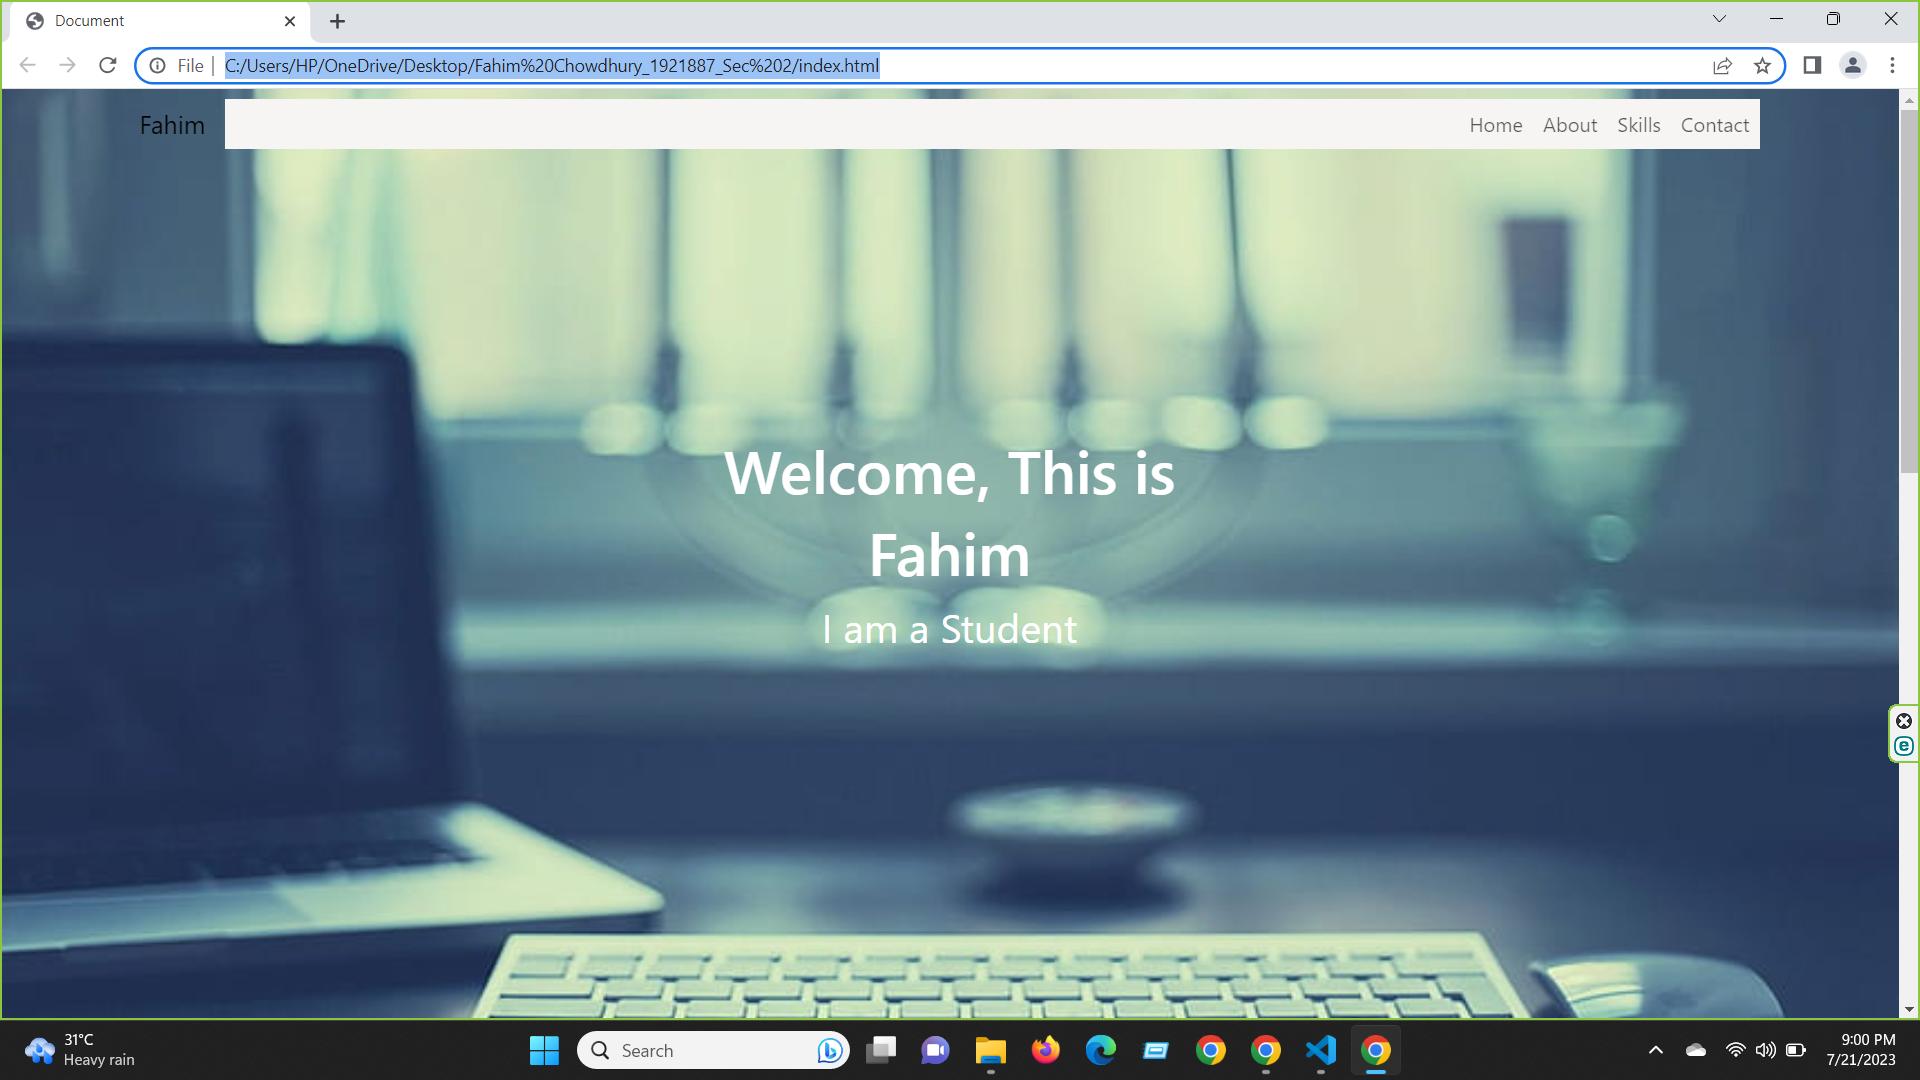 Document
File
C:/Users/HP/OneDrive/Desktop/Fahim%20Chowdhury_1921887_Sec%202/index.html
Fahim
Home About Skills Contact
Welcome, This is
Fahim
I am a Student
31°C
Heavy rain
Search
9:00 PM
7/21/2023